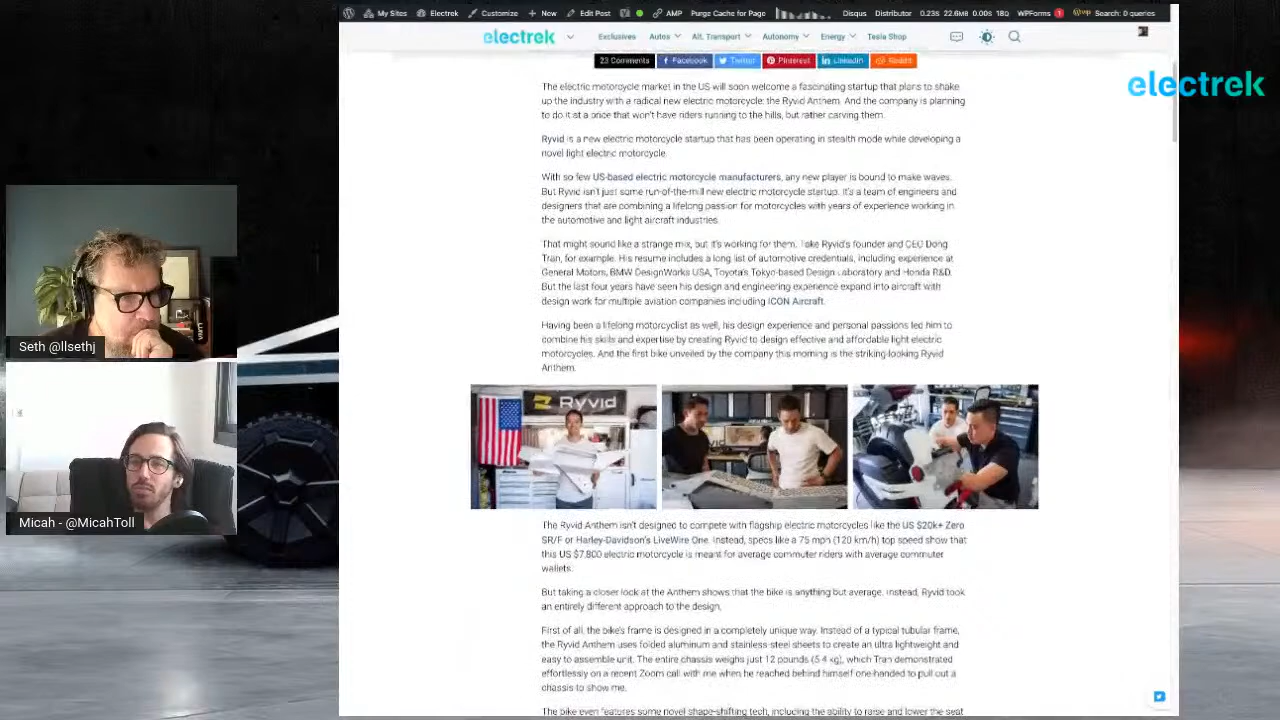 My Sites Electrek Customize New Edit Post AMP Purge Cache for Page Disqus Distributor 0.23s 22.6MB 0.00s 18Q WPForms 1 Search: 0 queries
electrek Exclusives Autos Alt. Transport Autonomy Energy Tesla Shop
23 Comments Facebook Twitter Pinterest LinkedIn Reddit
electrek
The electric motorcycle market in the US will soon welcome a fascinating startup that plans to shake
up the industry with a radical new electric motorcycle: the Ryvid Anthem. And the company is planning
to do it at a price that won't have riders running to the hills, but rather carving them.
Ryvid is a new electric motorcycle startup that has been operating in stealth mode while developing a
novel light electric motorcycle.
With so few US-based electric motorcycle manufacturers, any new player is bound to make waves.
But Ryvid isn't just some run-of-the-mill new electric motorcycle startup. It's a team of engineers and
designers that are combining a lifelong passion for motorcycles with years of experience working in
the automotive and light aircraft industries.
That might sound like a strange mix, but it's working for them. Take Ryvid's founder and CEO Dong
Tran, for example. His resume includes a long list of automotive credentials, including experience at
General Motors, BMW DesignWorks USA, Toyota's Tokyo-based Design Laboratory and Honda R&D.
But the last four years have seen his design and engineering experience expand into aircraft with
design work for multiple aviation companies including ICON Aircraft.
Having been a lifelong motorcyclist as well, his design experience and personal passions led him to
combine his skills and expertise by creating Ryvid to design effective and affordable light electric
motorcycles. And the first bike unveiled by the company this morning is the striking-looking Ryvid
Anthem.
Seth @llsethj
Ryvid
Micah - @MicahToll
The Ryvid Anthem isn't designed to compete with flagship electric motorcycles like the US $20k+ Zero
SR/F or Harley-Davidson's LiveWire One. Instead, specs like a 75 mph (120 km/h) top speed show that
this US $7,800 electric motorcycle is meant for average commuter riders with average commuter
wallets.
But taking a closer look at the Anthem shows that the bike is anything but average. Instead, Ryvid took
an entirely different approach to the design.
First of all, the bike's frame is designed in a completely unique way. Instead of a typical tubular frame,
the Ryvid Anthem uses folded aluminum and stainless-steel sheets to create an ultra lightweight and
easy to assemble unit. The entire chassis weighs just 12 pounds (5.4 kg), which Tran demonstrated
effortlessly on a recent Zoom call with me when he reached behind himself one-handed to pull out a
chassis to show me.
The bike even features some novel shape-shifting tech, including the ability to raise and lower the seat